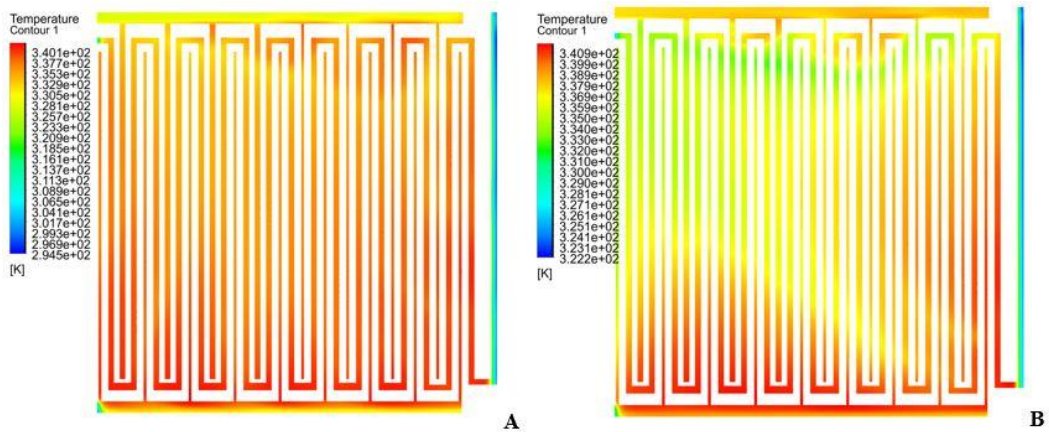 Temperature
Contour 1
3.401e+02
3.377e+02
3.353e+02
3.329e+02
3.305e+02
3.281e+02
3.257e+02
3.233e+02
3.209e+02
3.185e+02
3.161e+02
3.137e+02
3.113e+02
3.089e+02
3.065e+02
3.041e+02
3.017e+02
2.993e+02
2.969e+02
2.945e+02
[K]
A
Temperature
Contour 1
3.409e+02
3.399e+02
3.389e+02
3.379e+02
3.369e+02
3.359e+02
3.349e+02
3.340e+02
3.330e+02
3.320e+02
3.310e+02
3.300e+02
3.290e+02
3.281e+02
3.271e+02
3.261e+02
3.251e+02
3.241e+02
3.231e+02
3.222e+02
[K]
B